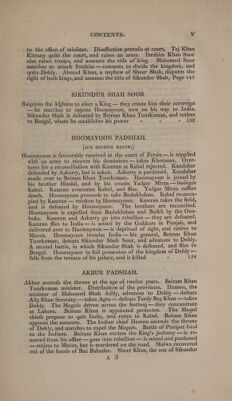 CONTENTS. V
to the office of minister. Disaffection prevails at court. Taj Khan
Kirrany quits the court, and raises an army. Ibrahim Khan Soor
also raises troops, and assumes the title of king. Mahomed Soor
marches to attack Ibrahim — consents to divide the kingdom, and
quits Dehly. Ahmud Khan, a nephew of Sheer Shah, disputes the
right of both kings, and assumes the title of Sikundur Shah, Page 142
SIKUNDUR SHAH SOOR
Requires the Afghans to elect a King — they create him their sovereign
— he marches to oppose Hoomayoon, now on his way to India.
Sikundur Shah is defeated by Beiram Khan Toorkoman, and retires
to Bengal, where he establishes his power - - - 152
HOOMAYOON PADSHAH.
[HIS SECOND REIGN.]
Hoomayoon is favourably received at the court of Persia — is supplied
with an army to recover his dominions — takes Khorasan. Over-
tures for a reconciliation with Kamran at Kabul rejected. Kandahar
defended by Askurry, but is taken. Askurry is pardoned. Kandahar
made over to Beiram Khan Toorkoman. Hoomayoon is joined by
his brother Hindal, and by his cousin Yadgar Mirza — besieges
Kabul. Kamran evacuates Kabul, and flies. Yadgar Mirza suffers
death. Hoomayoon proceeds to take Budukhshan. Kabul reoccu-
pied by Kamran — retaken by Hoomayoon. Kamran takes the field,
and is defeated by Hoomayoon. The brothers are reconciled.
Hoomayoon is expelled from Budukhshan and Bulkh by the Ooz-
buks. Kamran and Askurry go into rebellion — they are defeated.
Kamran flies to India — is seized by the Gukkurs in Punjab, and
delivered over to Hoomayoon — is deprived of sight, and retires to
Mecca. Hoomayoon invades India — his general, Beiram Khan
Toorkoman, defeats Sikundur Shah Soor, and advances to Dehly.
A second battle, in which Sikundur Shah is defeated, and flies to
Bengal. Hoomayoon in full possession of the kingdom of Dehly —
falls from the terrace of his palace, and is killed - - 154
AKBUR PADSHAH.
Akbur ascends the throne at the age of twelve years. Beiram Khan
Toorkoman minister. Distribution of the provinces. Hemoo, the
minister of Mahomed Shah Adily, advances to Dehly — defeats
Ally Khan Seestany — takes Agra — defeats Tardy Beg Khan — takes
Dehly. The Moguls driven across the Sutlooj — they concentrate
at Lahore. Beiram Khan is appointed protector. The Mogul
chiefs propose to quit India, and retire to Kabul. Beiram Khan
opposes the measure. The Indian chief Hemoo ascends the throne
of Dehly, and marches to expel the Moguls. Battle of Paniput fatal
to the Indians. Beiram Khan excites the King's jealousy — is re-
moved from his office — goes into rebellion — is seized and pardoned
— retires to Mecca, but is murdered on the road. Malwa recovered
out of the hands of Baz Bahadur. Sheer Khan, the son of Sikundur
A 3